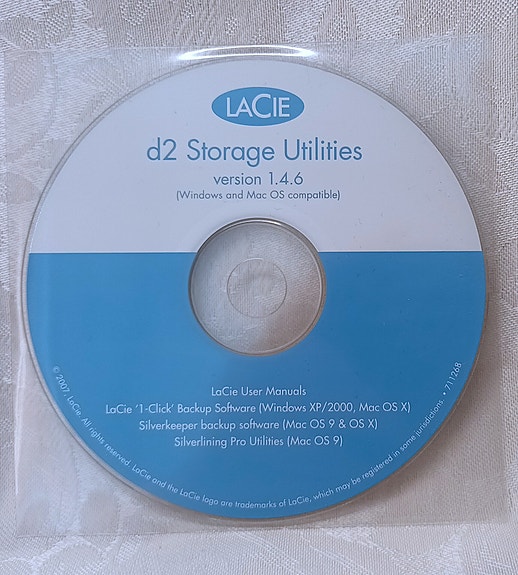 LACIE
d2 Storage Utilities
version 1.4.6
(Windows and Mac OS compatible)
LaCie User Manuals
LaCie '1-Click' Backup Software (Windows XP/2000, Mac OS X)
Silverkeeper backup software (Mac OS 9 & OS X)
Silverlining Pro Utilities (Mac OS 9)
© 2007, LaCie. All rights reserved. LaCie and the LaCie logo are trademarks of LaCie, which may be registered in some jurisdictions. • 711268